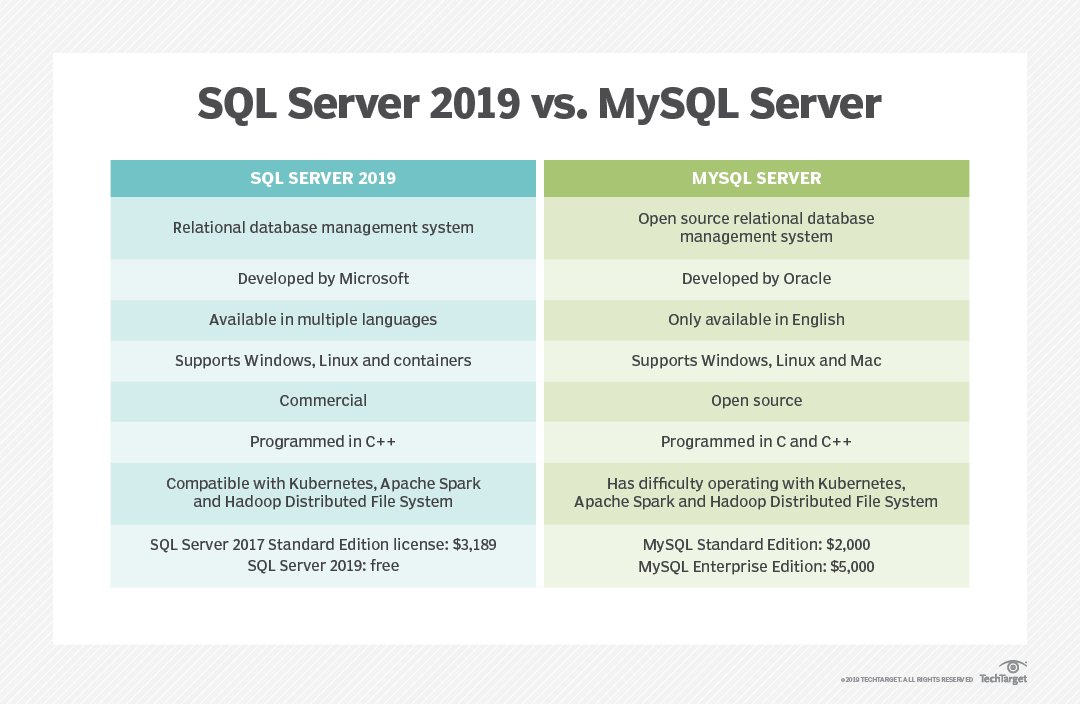 SQL Server 2019 vs. MySQL Server
SQL SERVER 2019
MYSQL SERVER
Relational database management system
Open source relational database
management system
Developed by Microsoft
Developed by Oracle
Available in multiple languages
Only available in English
Supports Windows, Linux and containers
Supports Windows, Linux and Mac
Commercial
Open source
Programmed in C++
Programmed in C and C++
Compatible with Kubernetes, Apache Spark
and Hadoop Distributed File System
Has difficulty operating with Kubernetes,
Apache Spark and Hadoop Distributed File System
SQL Server 2017 Standard Edition license: $3,189
SQL Server 2019: free
MySQL Standard Edition: $2,000
MySQL Enterprise Edition: $5,000
©2019 TECHTARGET. ALL RIGHTS RESERVED
TechTarget